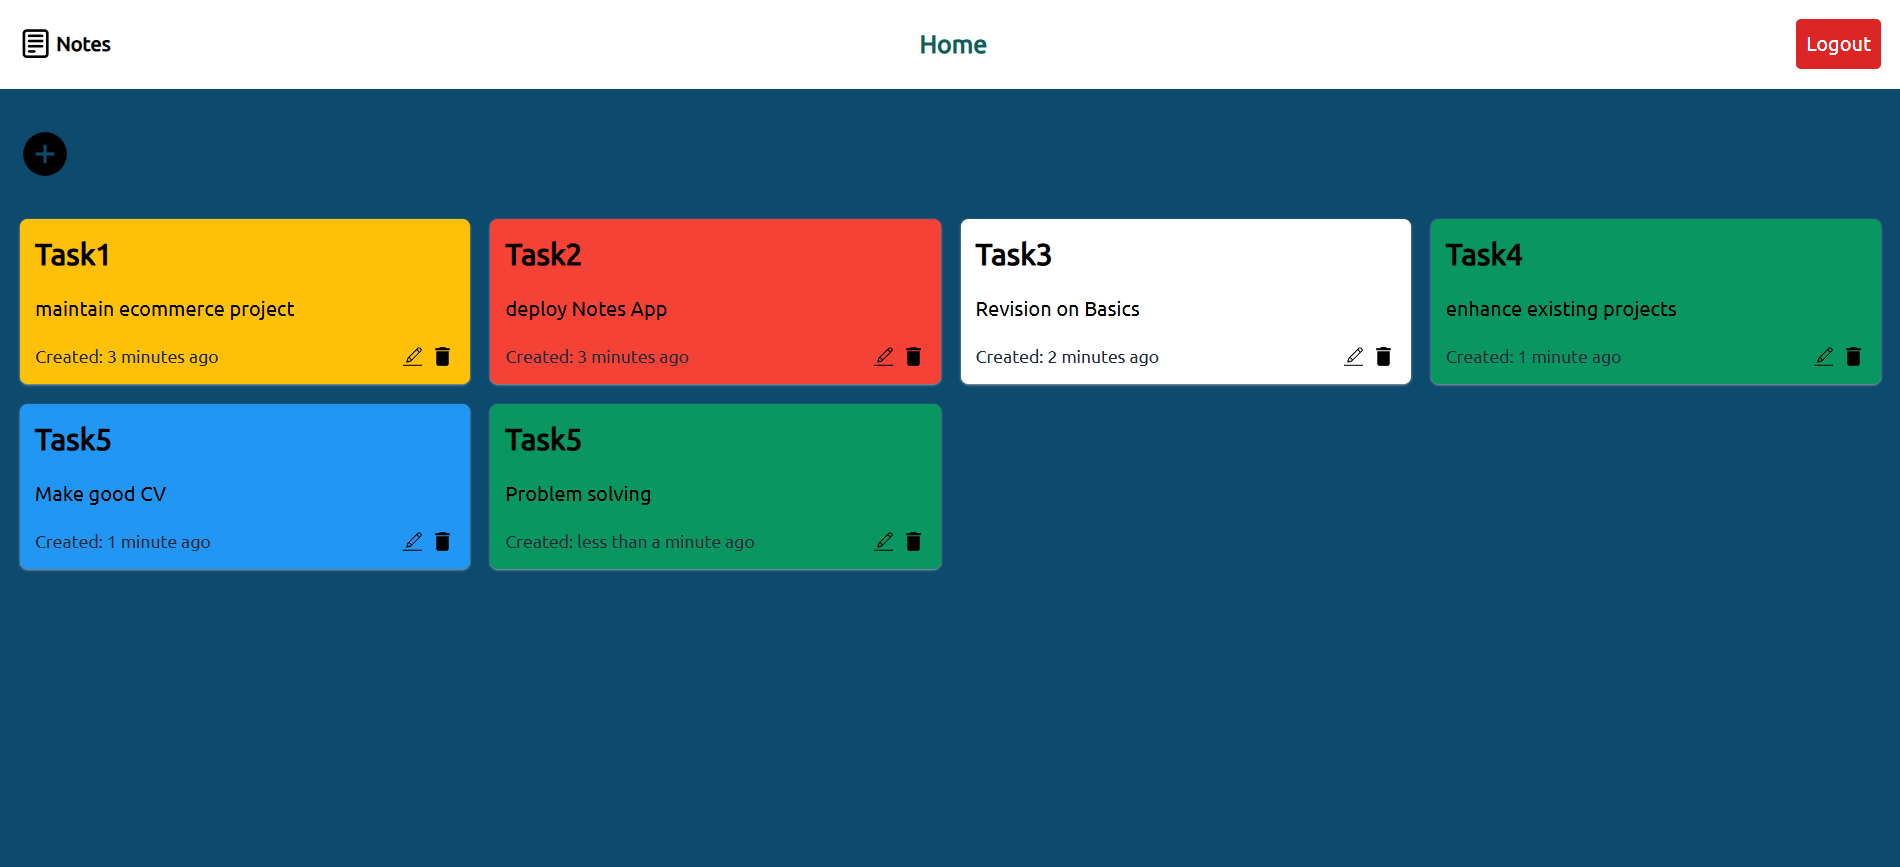 Notes
Home
Logout
Task1
maintain ecommerce project
Created: 3 minutes ago
Task2
deploy Notes App
Created: 3 minutes ago
Task3
Revision on Basics
Created: 2 minutes ago
Task4
enhance existing projects
Created: 1 minute ago
Task5
Make good CV
Created: 1 minute ago
Task5
Problem solving
Created: less than a minute ago